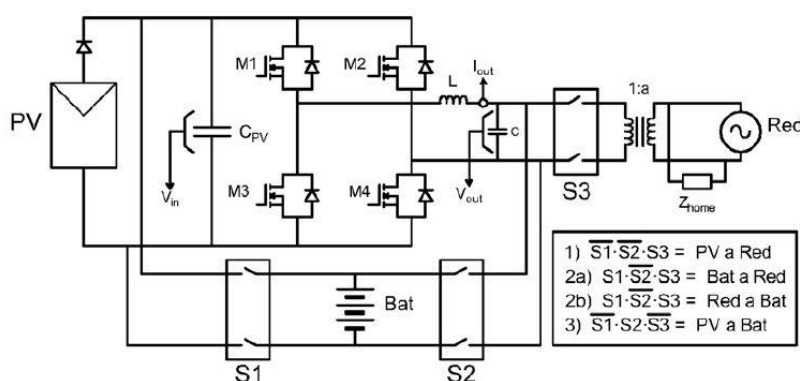 M1
M2
L
I_out
1:a
PV
C_PV
C
Red
V_in
M3
M4
V_out
S3
Z_home
Bat
S1
S2
1) S̅1̅·S̅2̅·S3 = PV a Red
2a) S1·S̅2̅·S3 = Bat a Red
2b) S1·S̅2̅·S3 = Red a Bat
3) S̅1̅·S2·S̅3̅ = PV a Bat